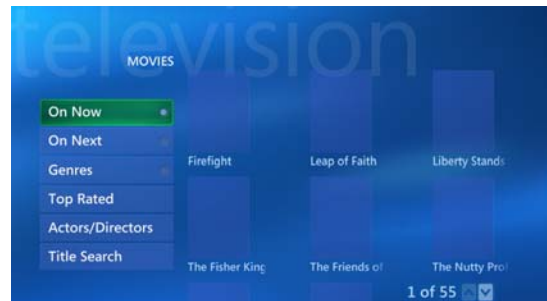 television
MOVIES
On Now
On Next
Genres
Top Rated
Actors/Directors
Title Search
Firefight
Leap of Faith
Liberty Stands
The Fisher King
The Friends of
The Nutty Prof
1 of 55